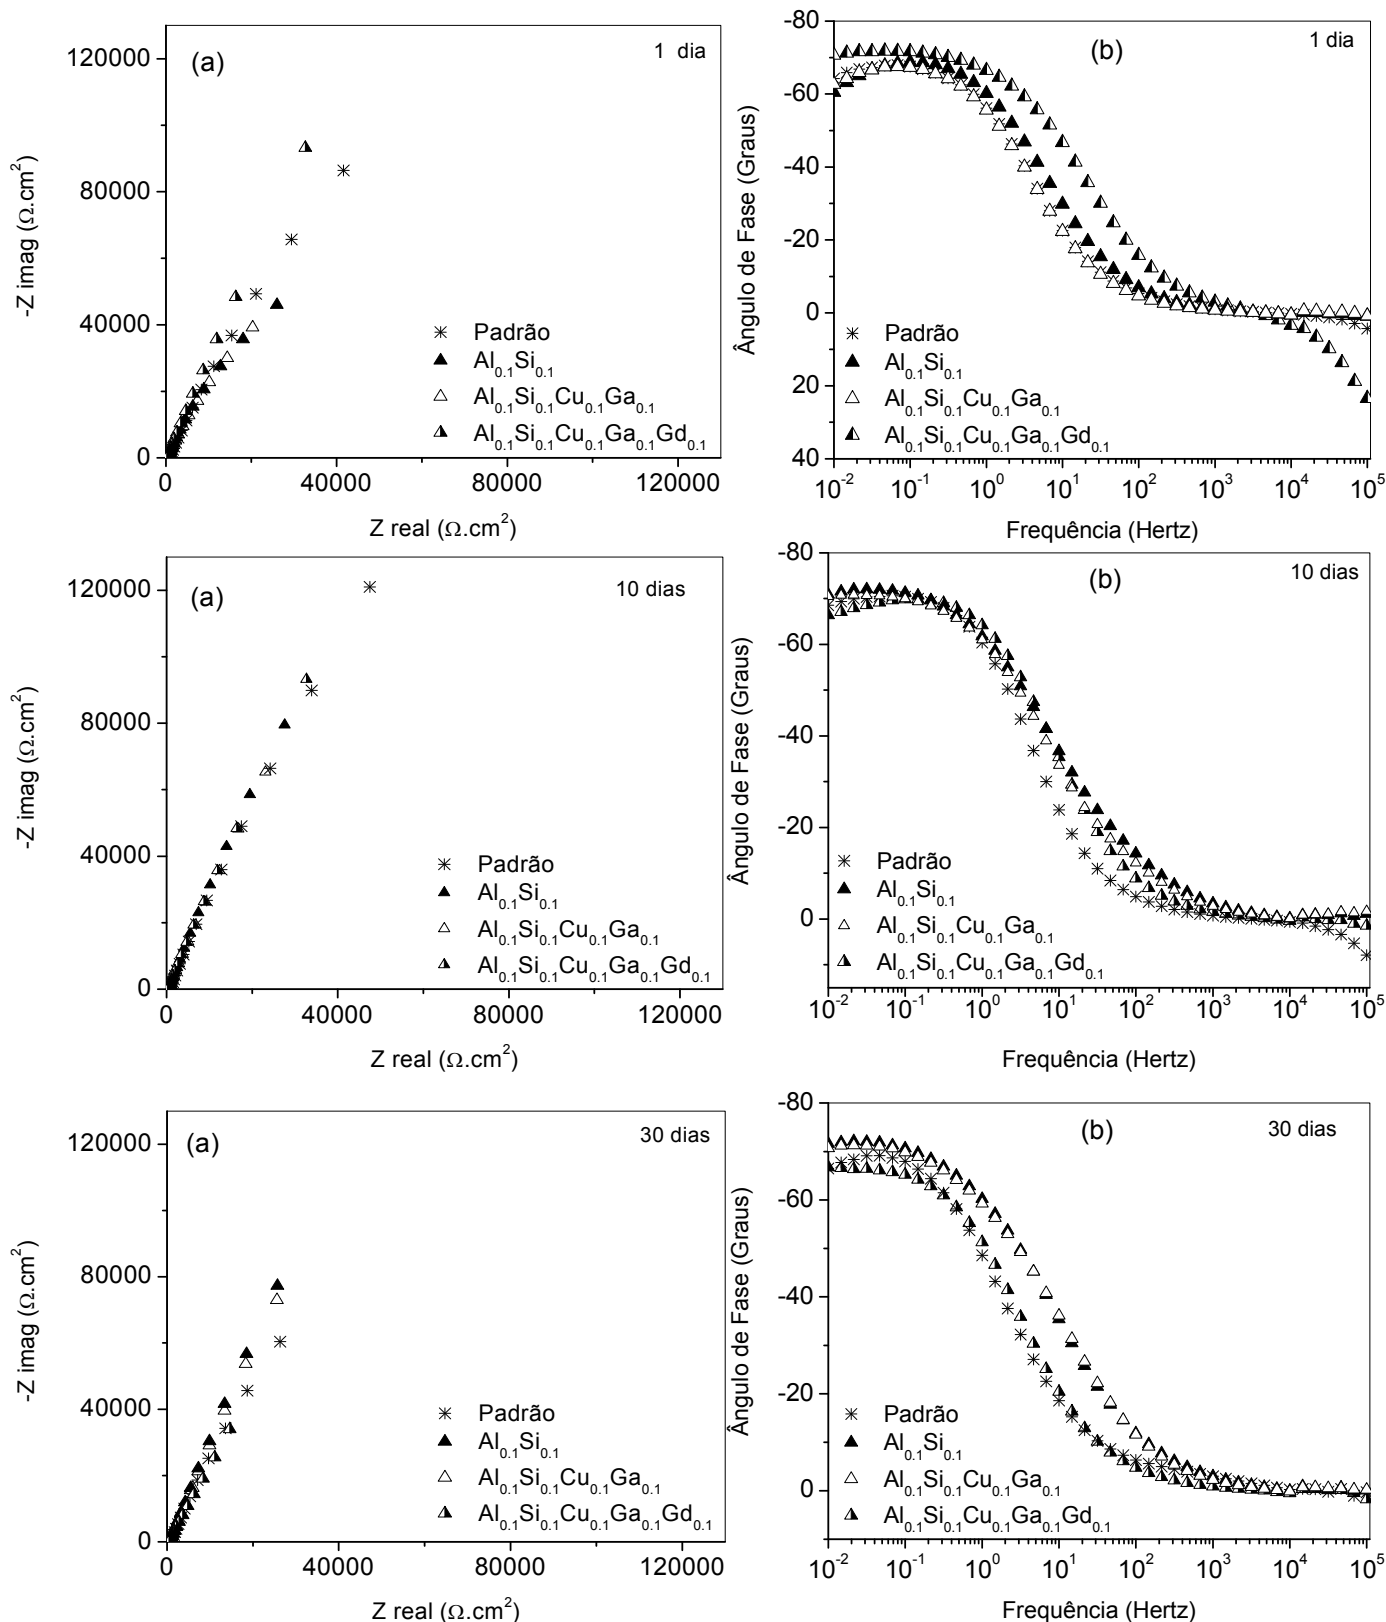 (a)
1 dia
120000
80000
40000
0
-Z imag (Ω.cm²)
Padrão
Al₀.₁Si₀.₁
Al₀.₁Si₀.₁Cu₀.₁Ga₀.₁
Al₀.₁Si₀.₁Cu₀.₁Ga₀.₁Gd₀.₁
0 40000 80000 120000
Z real (Ω.cm²)
(b)
1 dia
-80
-60
-40
-20
0
20
40
Ângulo de Fase (Graus)
Padrão
Al₀.₁Si₀.₁
Al₀.₁Si₀.₁Cu₀.₁Ga₀.₁
Al₀.₁Si₀.₁Cu₀.₁Ga₀.₁Gd₀.₁
10⁻² 10⁻¹ 10⁰ 10¹ 10² 10³ 10⁴ 10⁵
Frequência (Hertz)
(a)
10 dias
120000
80000
40000
0
-Z imag (Ω.cm²)
Padrão
Al₀.₁Si₀.₁
Al₀.₁Si₀.₁Cu₀.₁Ga₀.₁
Al₀.₁Si₀.₁Cu₀.₁Ga₀.₁Gd₀.₁
0 40000 80000 120000
Z real (Ω.cm²)
(b)
10 dias
-80
-60
-40
-20
0
Ângulo de Fase (Graus)
Padrão
Al₀.₁Si₀.₁
Al₀.₁Si₀.₁Cu₀.₁Ga₀.₁
Al₀.₁Si₀.₁Cu₀.₁Ga₀.₁Gd₀.₁
10⁻² 10⁻¹ 10⁰ 10¹ 10² 10³ 10⁴ 10⁵
Frequência (Hertz)
(a)
30 dias
120000
80000
40000
0
-Z imag (Ω.cm²)
Padrão
Al₀.₁Si₀.₁
Al₀.₁Si₀.₁Cu₀.₁Ga₀.₁
Al₀.₁Si₀.₁Cu₀.₁Ga₀.₁Gd₀.₁
0 40000 80000 120000
Z real (Ω.cm²)
(b)
30 dias
-80
-60
-40
-20
0
Ângulo de Fase (Graus)
Padrão
Al₀.₁Si₀.₁
Al₀.₁Si₀.₁Cu₀.₁Ga₀.₁
Al₀.₁Si₀.₁Cu₀.₁Ga₀.₁Gd₀.₁
10⁻² 10⁻¹ 10⁰ 10¹ 10² 10³ 10⁴ 10⁵
Frequência (Hertz)